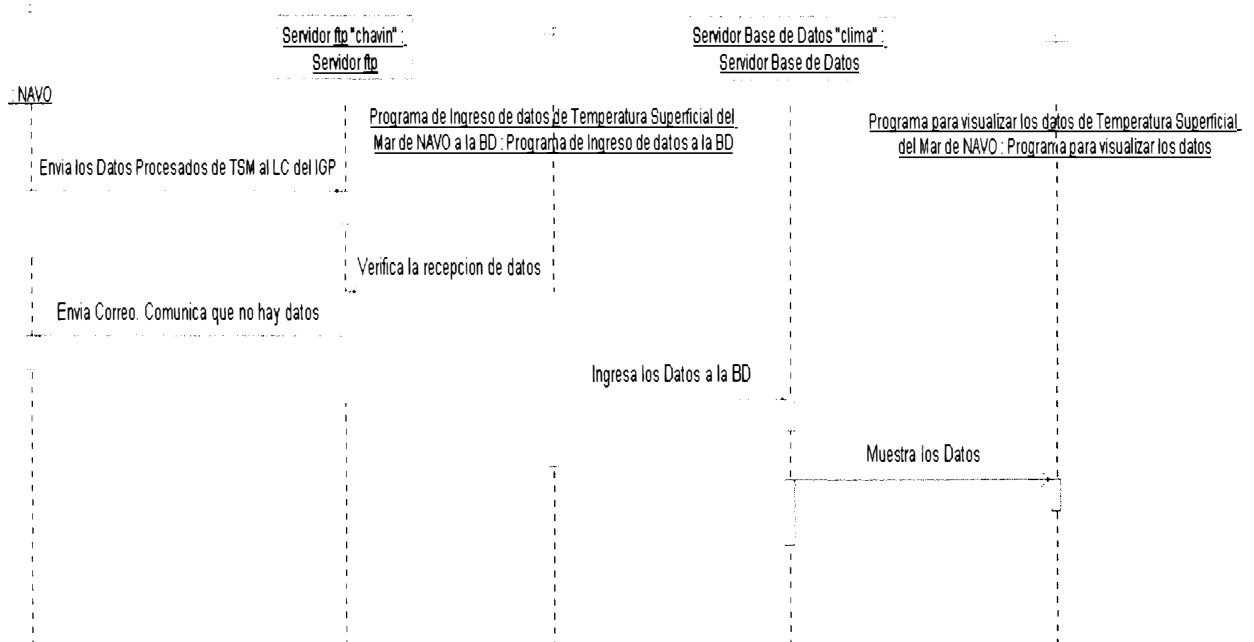 Servidor ftp "chavin" :
Servidor ftp
Servidor Base de Datos "clima" :
Servidor Base de Datos
: NAVO
Programa de Ingreso de datos de Temperatura Superficial del
Mar de NAVO a la BD : Programa de Ingreso de datos a la BD
Programa para visualizar los datos de Temperatura Superficial
del Mar de NAVO : Programa para visualizar los datos
Envia los Datos Procesados de TSM al LC del IGP
Verifica la recepcion de datos
Envia Correo. Comunica que no hay datos
Ingresa los Datos a la BD
Muestra los Datos